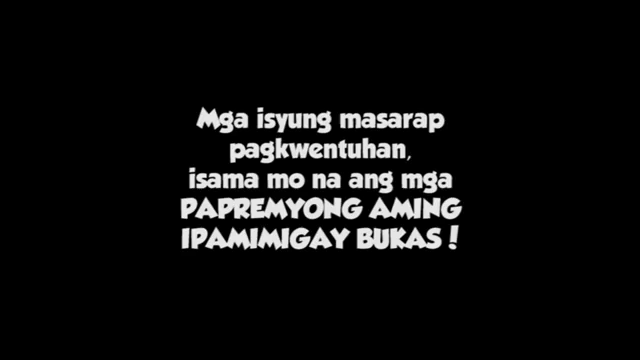 Mga isyung masarap
pagkwentuhan,
isama mo na ang mga
PAPREMYONG AMING
IPAMIMIGAY BUKAS!